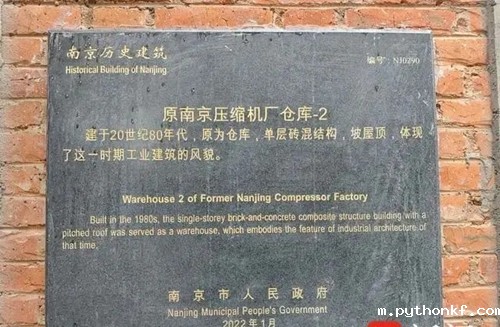 南京历史建筑
Historical Building of Nanjing
编号：NJ0290
原南京压缩机厂仓库-2
建于20世纪80年代，原为仓库，单层砖混结构，坡屋顶，体现
了这一时期工业建筑的风貌。
Warehouse 2 of Former Nanjing Compressor Factory
Built in the 1980s, the single-storey brick-and-concrete composite structure building with a
pitched roof was served as a warehouse, which embodies the feature of industrial architecture of
that time.
南京市人民政府
Nanjing Municipal People's Government
2022年1月
m.pythonkf.com